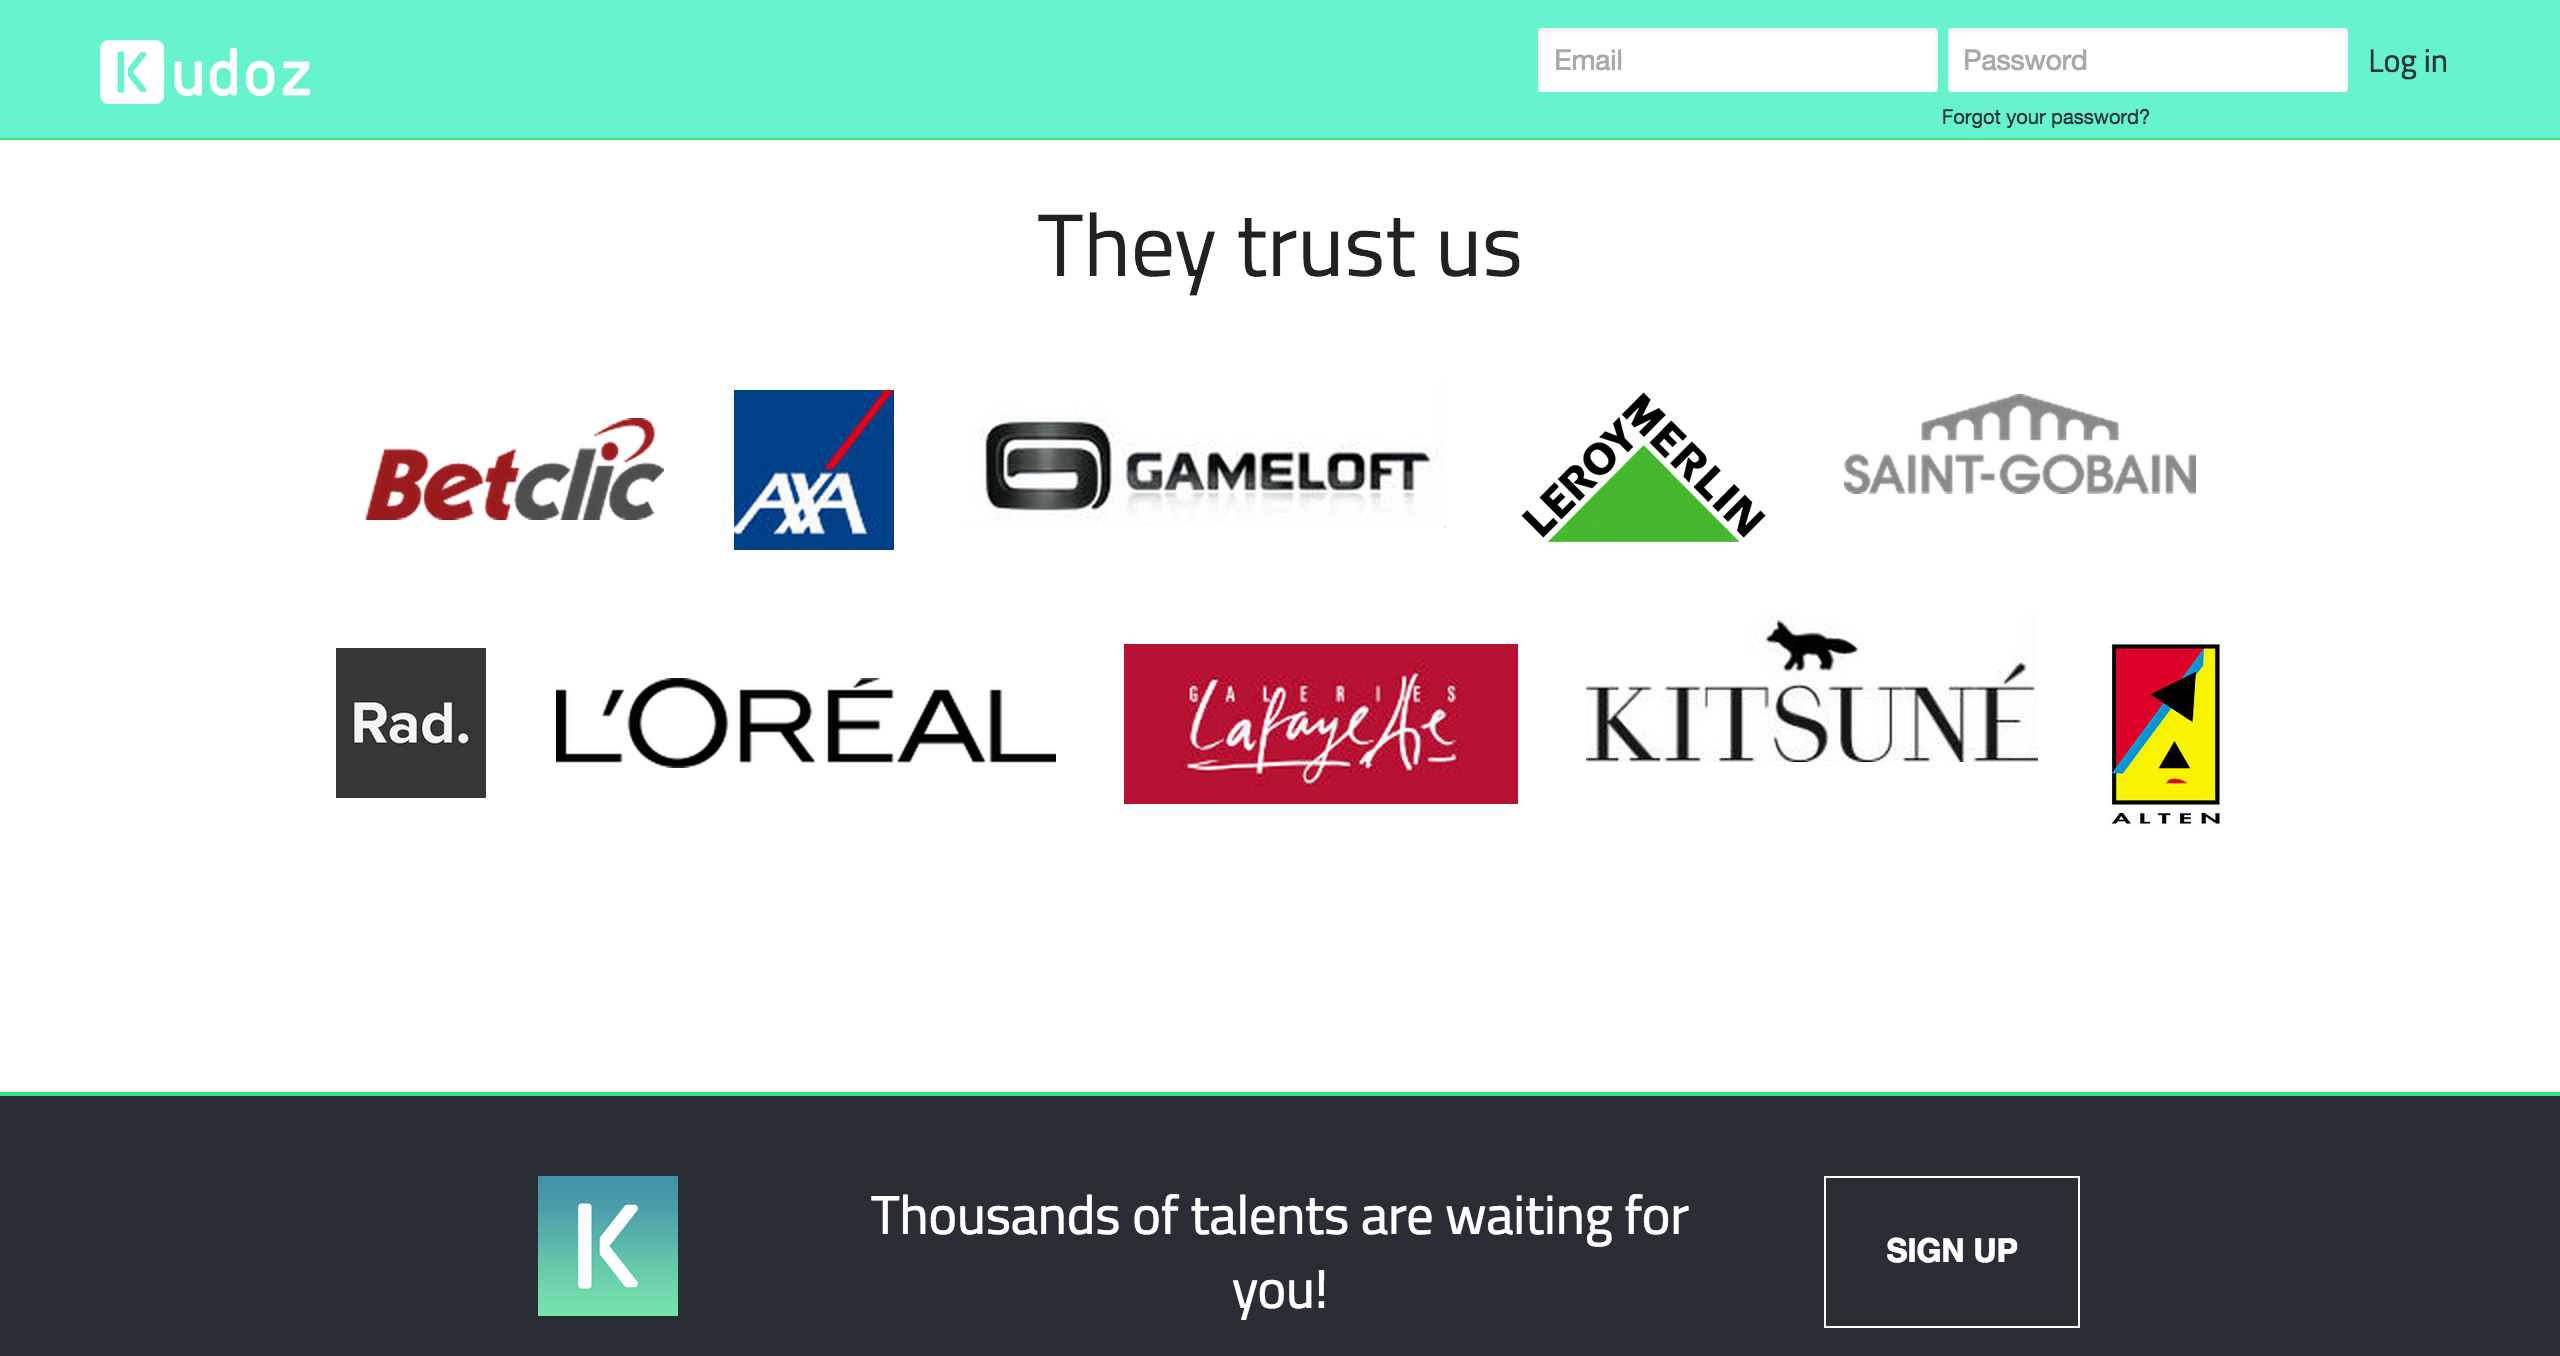 Kudoz
Email
Password
Log in
Forgot your password?
They trust us
Betclic
AXA
GAMELOFT
LEROY MERLIN
SAINT-GOBAIN
Rad.
L'ORÉAL
GALERIES
Lafayette
KITSUNÉ
ALTEN
K
Thousands of talents are waiting for
you!
SIGN UP